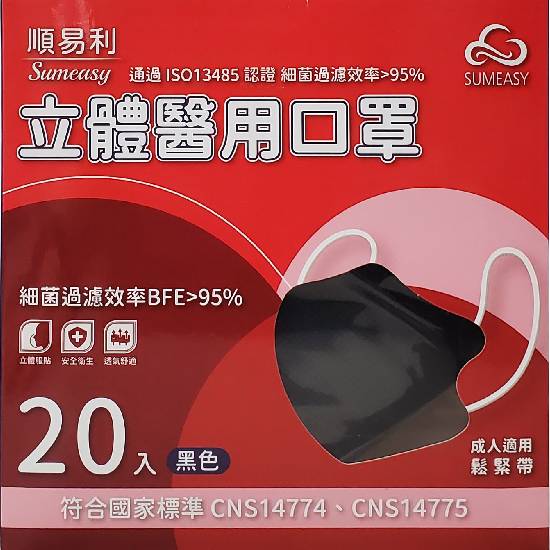 順易利
Sumeasy
通過 ISO13485 認證 細菌過濾效率>95%
SUMEASY
立體醫用口罩
細菌過濾效率BFE>95%
立體服貼
安全衛生
透氣舒適
20入 黑色
成人適用
鬆緊帶
符合國家標準 CNS14774、CNS14775